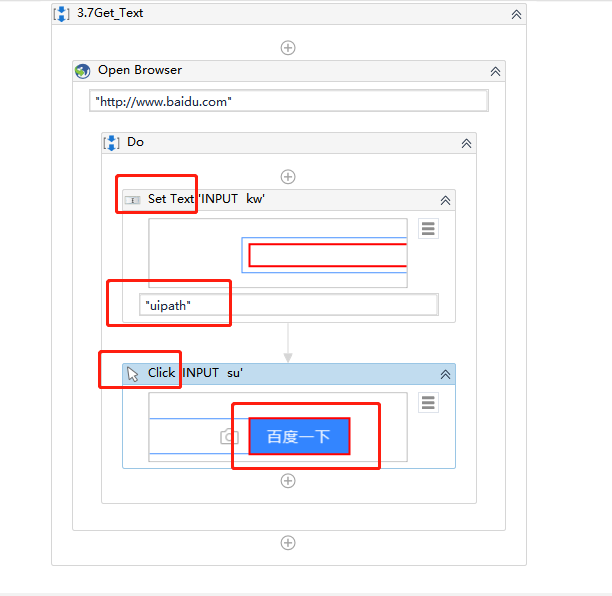 3.7Get_Text
Open Browser
"http://www.baidu.com"
Do
Set Text 'INPUT kw'
"uipath"
Click 'INPUT su'
百度一下